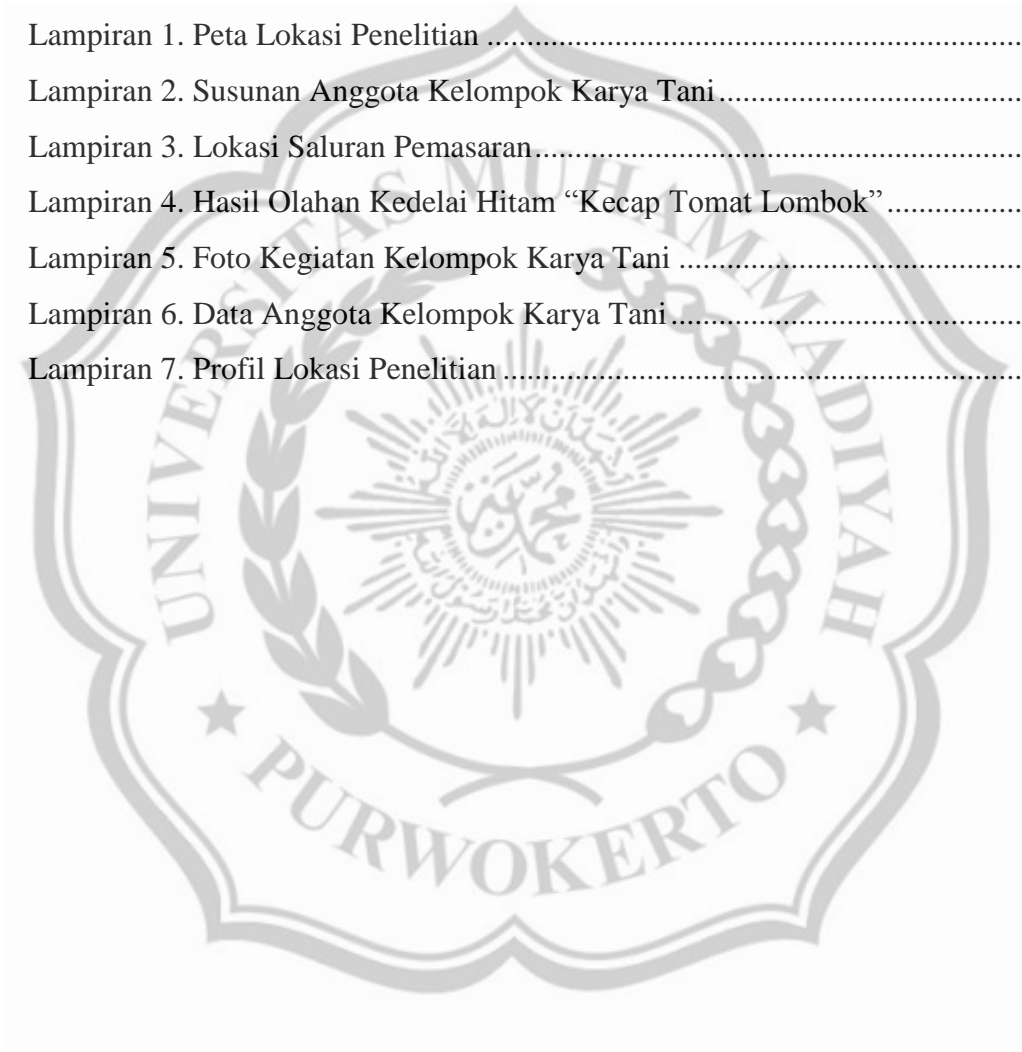 Lampiran 1. Peta Lokasi Penelitian ....................................................................
Lampiran 2. Susunan Anggota Kelompok Karya Tani ......................................
Lampiran 3. Lokasi Saluran Pemasaran ..............................................................
Lampiran 4. Hasil Olahan Kedelai Hitam “Kecap Tomat Lombok” .................
Lampiran 5. Foto Kegiatan Kelompok Karya Tani ...........................................
Lampiran 6. Data Anggota Kelompok Karya Tani ............................................
Lampiran 7. Profil Lokasi Penelitian ..................................................................
UNIVERSITAS MUHAMMADIYAH
PURWOKERTO